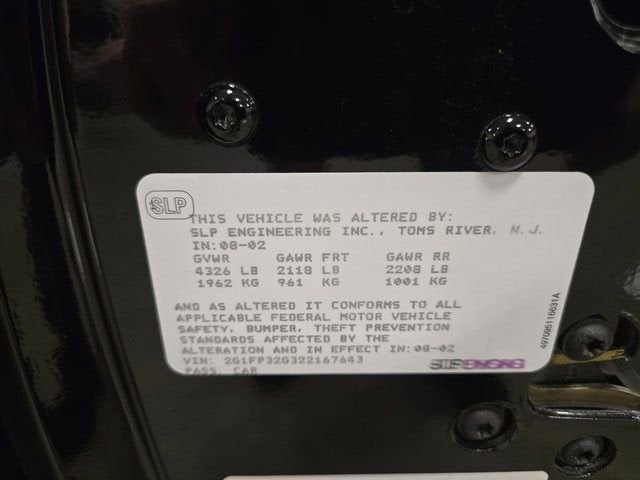 SLP
THIS VEHICLE WAS ALTERED BY:
SLP ENGINEERING INC., TOMS RIVER, N.J.
IN:08-02
GVWR GAWR FRT GAWR RR
4326 LB 2118 LB 2208 LB
1962 KG 961 KG 1001 KG
AND AS ALTERED IT CONFORMS TO ALL
APPLICABLE FEDERAL MOTOR VEHICLE
SAFETY, BUMPER, THEFT PREVENTION
STANDARDS AFFECTED BY THE
ALTERATION AND IN EFFECT IN:08-02
VIN: 2G1FP32G322167643
PASS. CAR
497095116631A